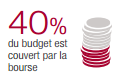 40%
du budget est
couvert par la
bourse